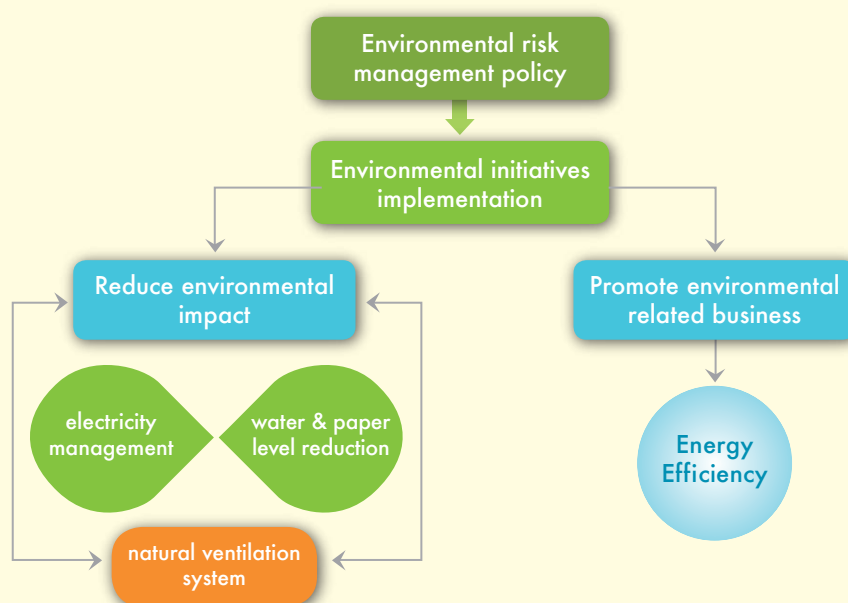 Environmental risk
management policy
Environmental initiatives
implementation
Reduce environmental
impact
Promote environmental
related business
electricity
management
water & paper
level reduction
Energy
Efficiency
natural ventilation
system